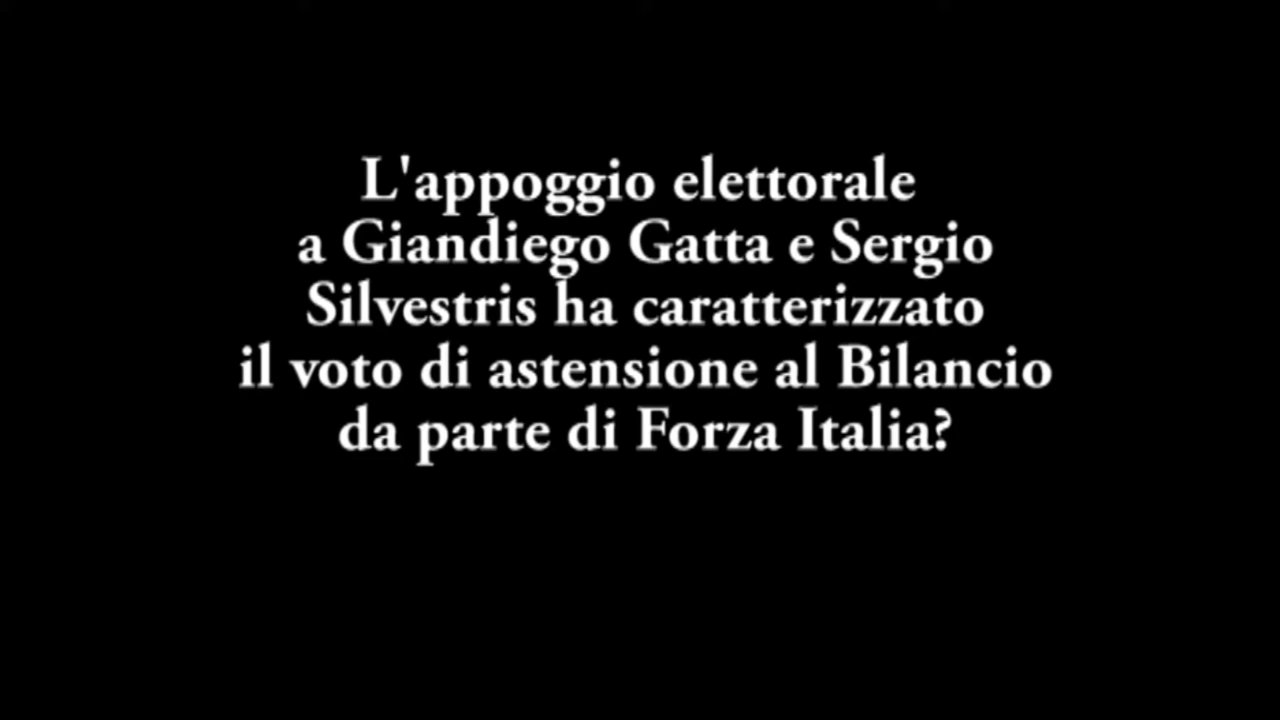 L'appoggio elettorale
a Giandiego Gatta e Sergio
Silvestris ha caratterizzato
il voto di astensione al Bilancio
da parte di Forza Italia?